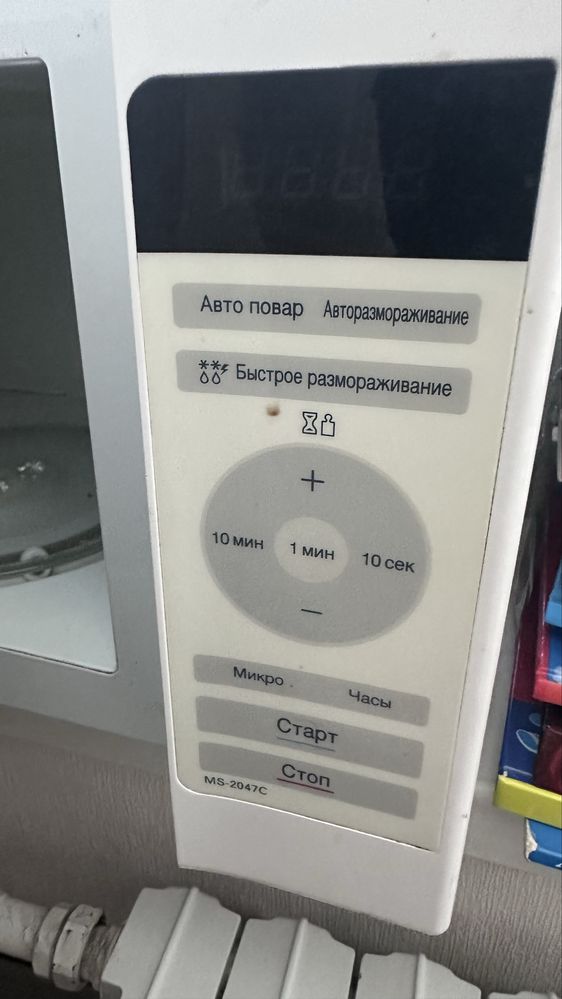 Авто повар Авторазмораживание
Быстрое размораживание
+
10 мин 1 мин 10 сек
−
Микро Часы
Старт
Стоп
MS-2047C